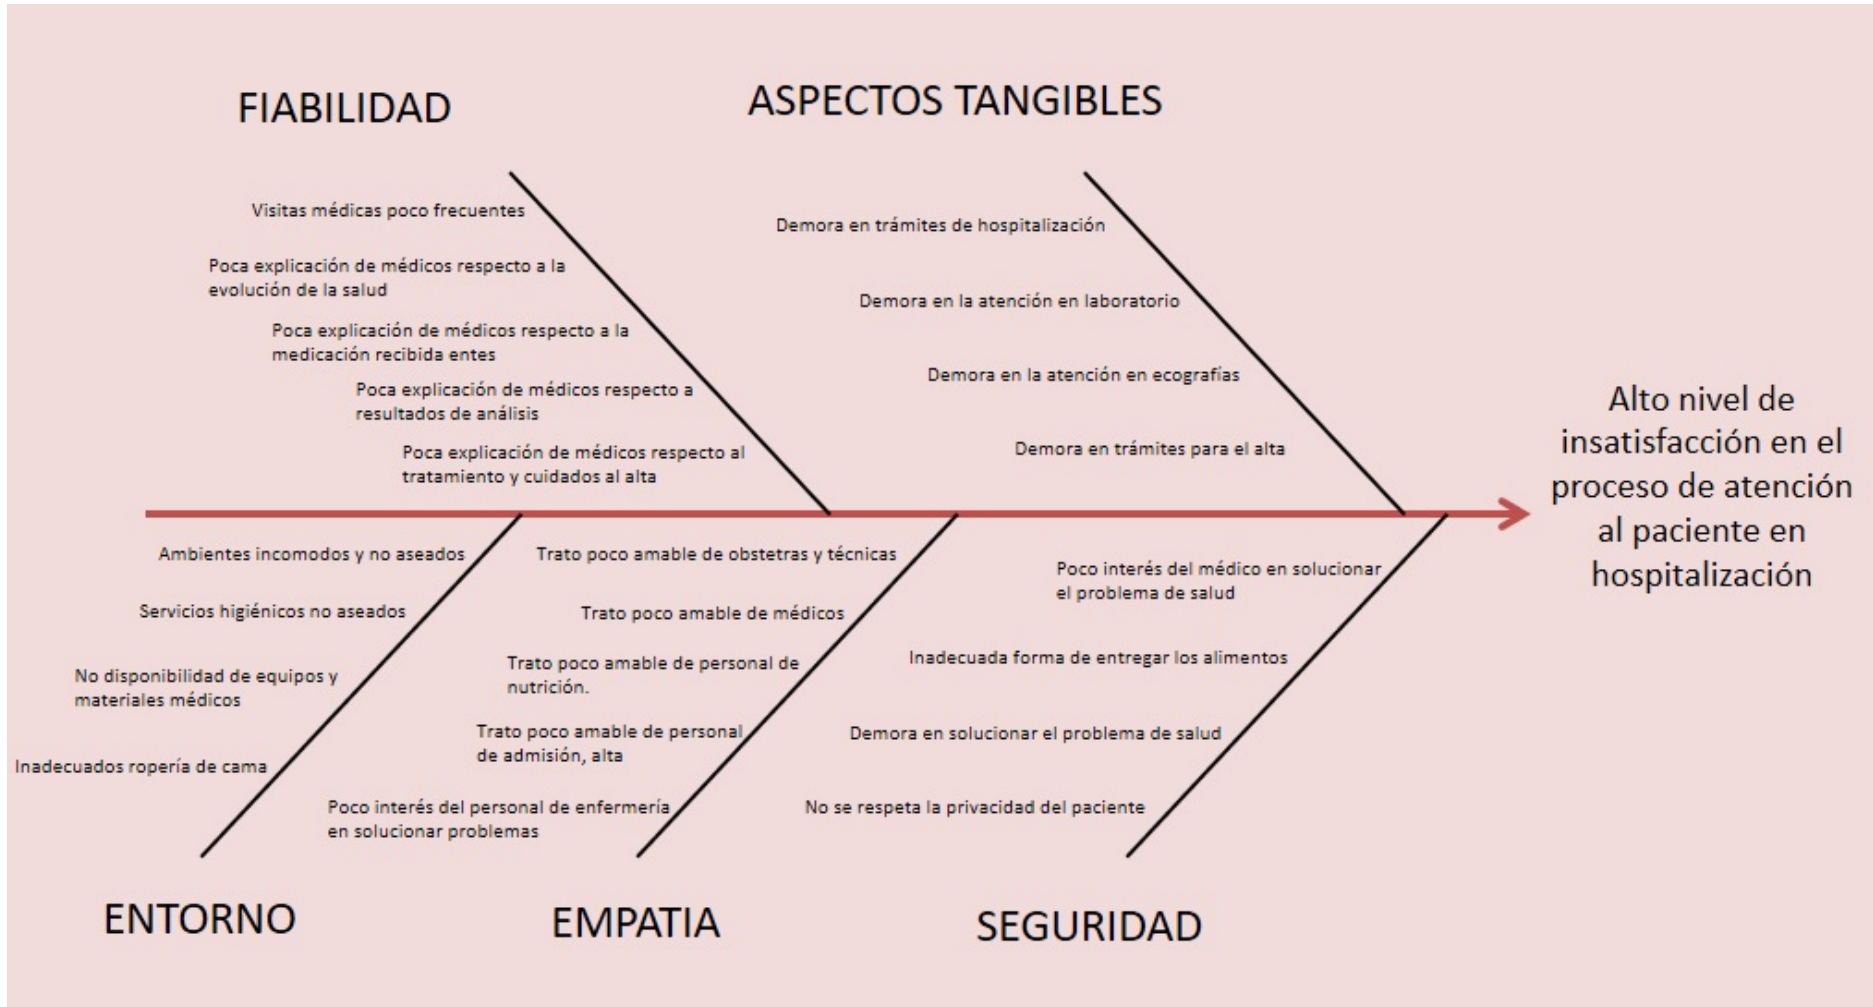 FIABILIDAD
ASPECTOS TANGIBLES
Visitas médicas poco frecuentes
Poca explicación de médicos respecto a la
evolución de la salud
Poca explicación de médicos respecto a la
medicación recibida entes
Poca explicación de médicos respecto a
resultados de análisis
Poca explicación de médicos respecto al
tratamiento y cuidados al alta
Demora en trámites de hospitalización
Demora en la atención en laboratorio
Demora en la atención en ecografías
Demora en trámites para el alta
Alto nivel de
insatisfacción en el
proceso de atención
al paciente en
hospitalización
Ambientes incomodos y no aseados
Servicios higiénicos no aseados
No disponibilidad de equipos y
materiales médicos
Inadecuados ropería de cama
Trato poco amable de obstetras y técnicas
Trato poco amable de médicos
Trato poco amable de personal de
nutrición.
Trato poco amable de personal
de admisión, alta
Poco interés del personal de enfermería
en solucionar problemas
Poco interés del médico en solucionar
el problema de salud
Inadecuada forma de entregar los alimentos
Demora en solucionar el problema de salud
No se respeta la privacidad del paciente
ENTORNO
EMPATIA
SEGURIDAD